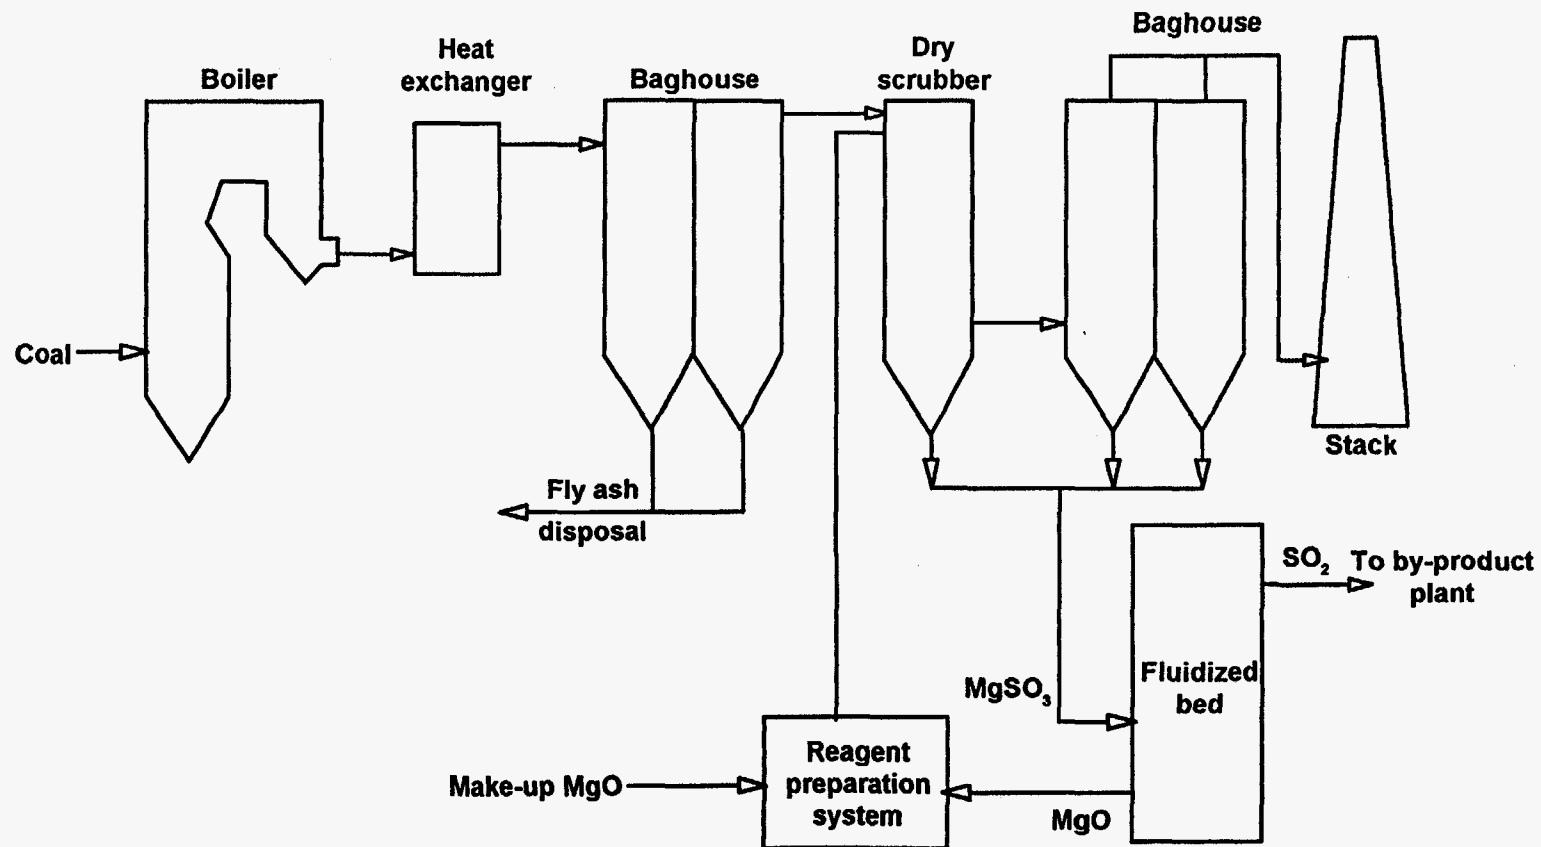 Boiler
Heat
exchanger
Baghouse
Dry
scrubber
Baghouse
Coal
Stack
Fly ash
disposal
SO₂
To by-product
plant
MgSO₃
Fluidized
bed
Make-up MgO
Reagent
preparation
system
MgO